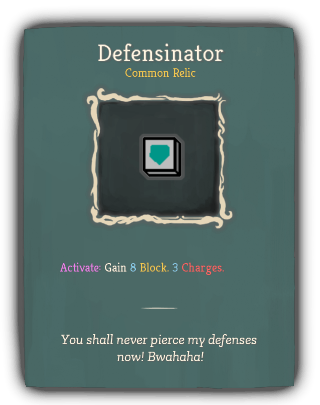 Defensinator
Common Relic
Activate: Gain 8 Block. 3 Charges.
You shall never pierce my defenses
now! Bwahaha!